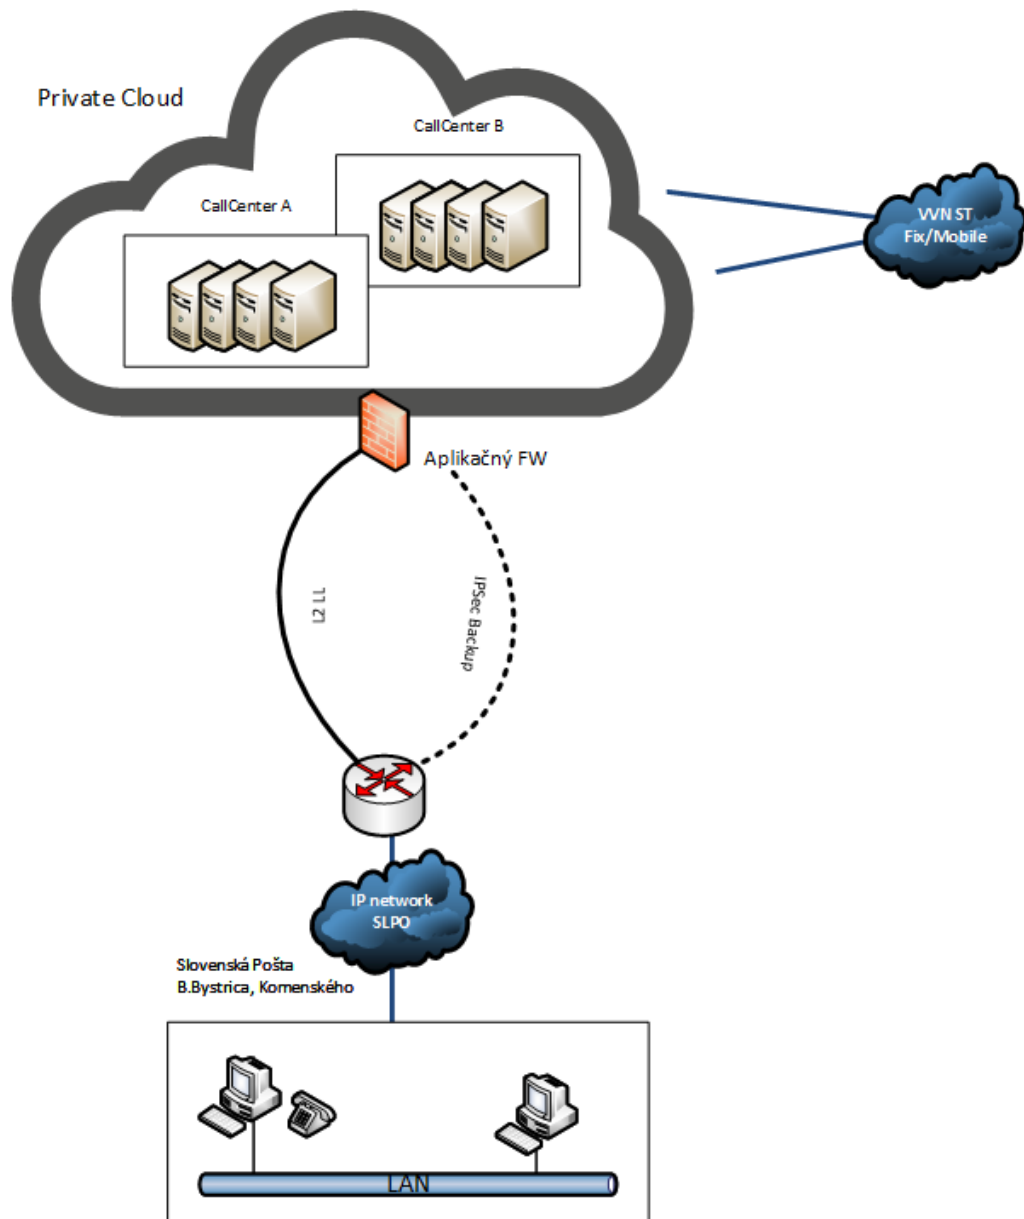 Private Cloud
CallCenter B
CallCenter A
VVN ST
Fix/Mobile
Aplikačný FW
L2 LL
IPSec Backup
IP network
SLPO
Slovenská Pošta
B.Bystrica, Komenského
LAN